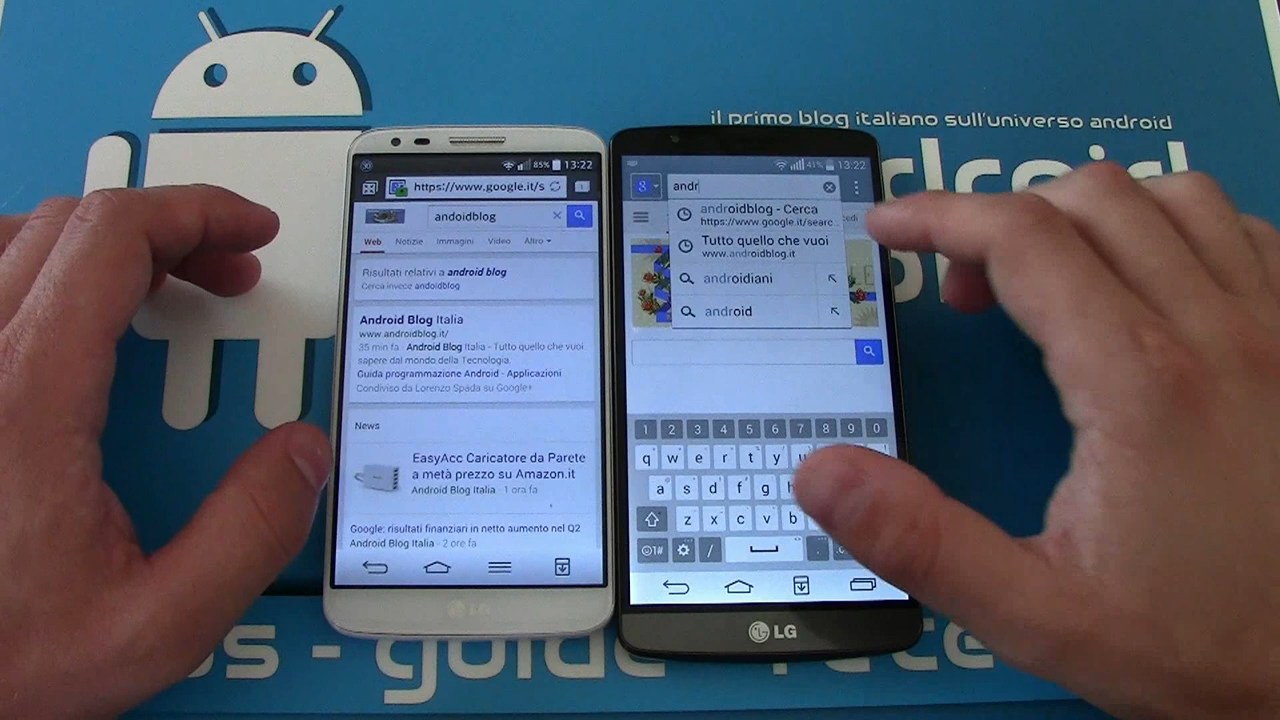 il primo blog italiano sull'universo android
85% 13:22
https://www.google.it/s
andoidblog
Web Notizie Immagini Video Altro
Risultati relativi a android blog
Cerca invece andoidblog
Android Blog Italia
www.androidblog.it/
35 min fa - Android Blog Italia - Tutto quello che vuoi
sapere dal mondo della Tecnologia.
Guida programmazione Android - Applicazioni
Condiviso da Lorenzo Spada su Google+
News
EasyAcc Caricatore da Parete
a metà prezzo su Amazon.it
Android Blog Italia - 1 ora fa
Google: risultati finanziari in netto aumento nel Q2
Android Blog Italia - 2 ore fa
LG
41% 13:22
8 andr
androidblog - Cerca
https://www.google.it/searc
Tutto quello che vuoi
www.androidblog.it
androidiani
android
1 2 3 4 5 6 7 8 9 0
q w e r t y u
a s d f g h
z x c v b
1# / .
LG
guide